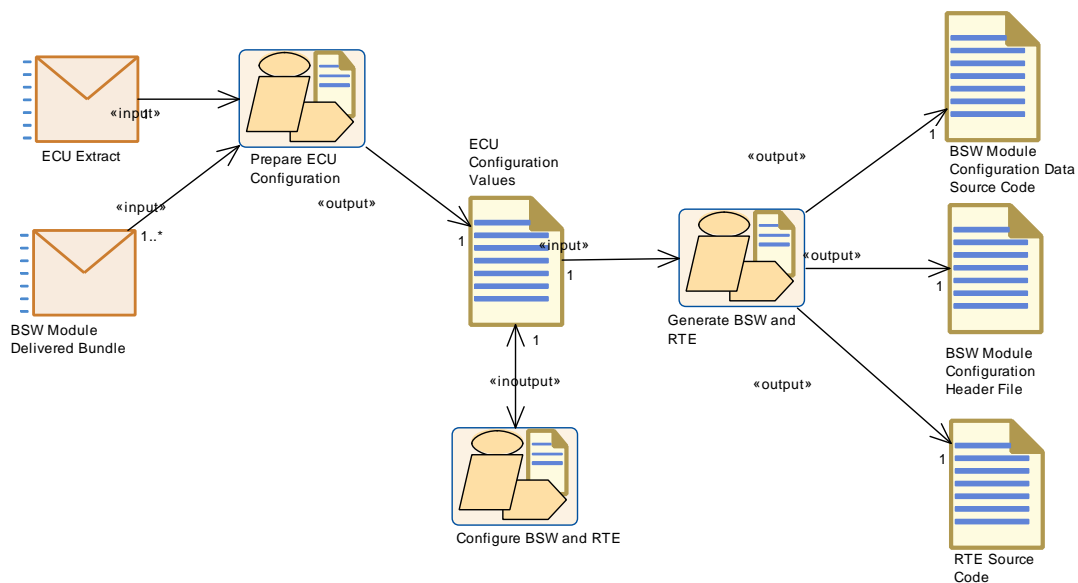 «input»
1
ECU Extract
Prepare ECU
Configuration
«input»
1..*
BSW Module
Delivered Bundle
«output»
ECU
Configuration
Values
1
«input»
1
1
«inoutput»
Configure BSW and RTE
Generate BSW and
RTE
«output»
1
BSW Module
Configuration Data
Source Code
«output»
1
BSW Module
Configuration
Header File
«output»
1
RTE Source
Code